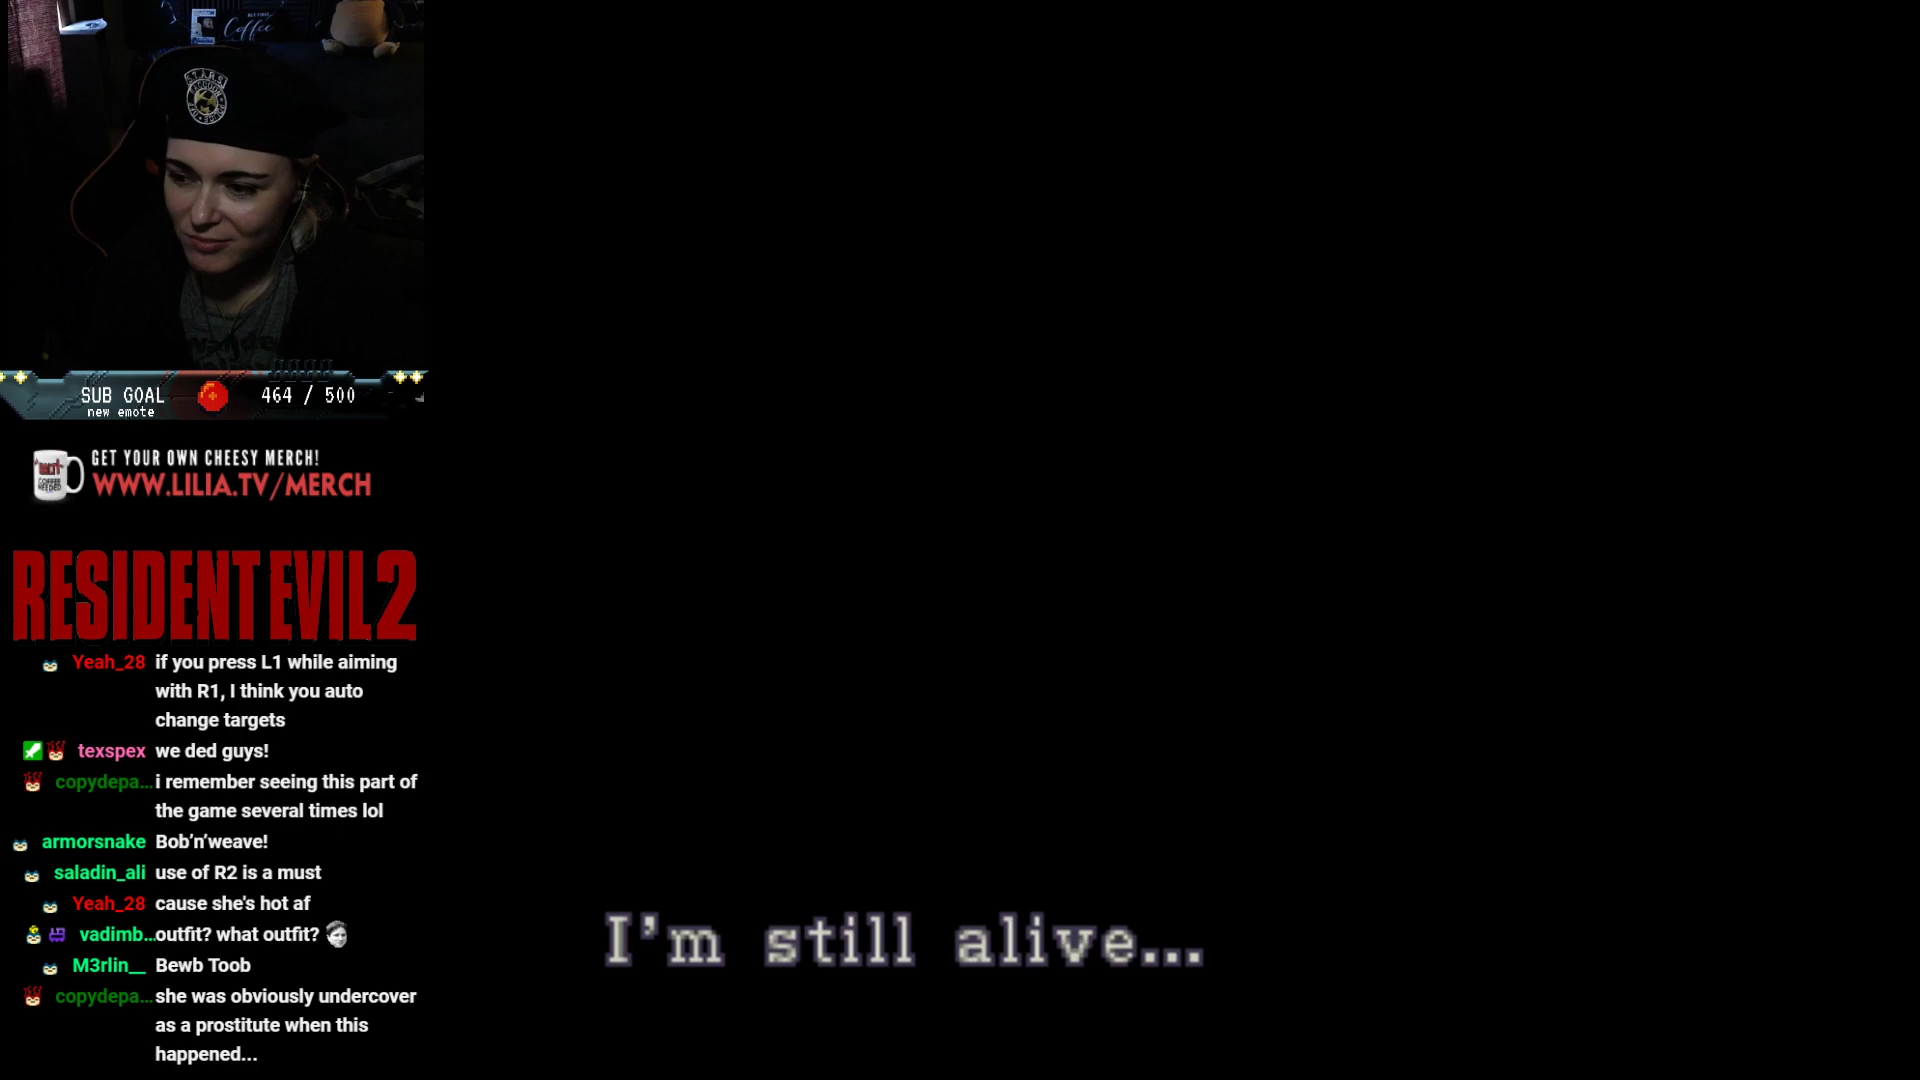 Coffee
S.T.A.R.S.
RACCOON
SUB GOAL
464 / 500
new emote
GET YOUR OWN CHEESY MERCH!
WWW.LILIA.TV/MERCH
RESIDENT EVIL 2
Yeah_28 if you press L1 while aiming
with R1, I think you auto
change targets
texspex we ded guys!
copydepa... i remember seeing this part of
the game several times lol
armorsnake Bob'n'weave!
saladin_ali use of R2 is a must
Yeah_28 cause she's hot af
vadimb... outfit? what outfit?
M3rlin__ Bewb Toob
copydepa... she was obviously undercover
as a prostitute when this
happened...
I'm still alive...